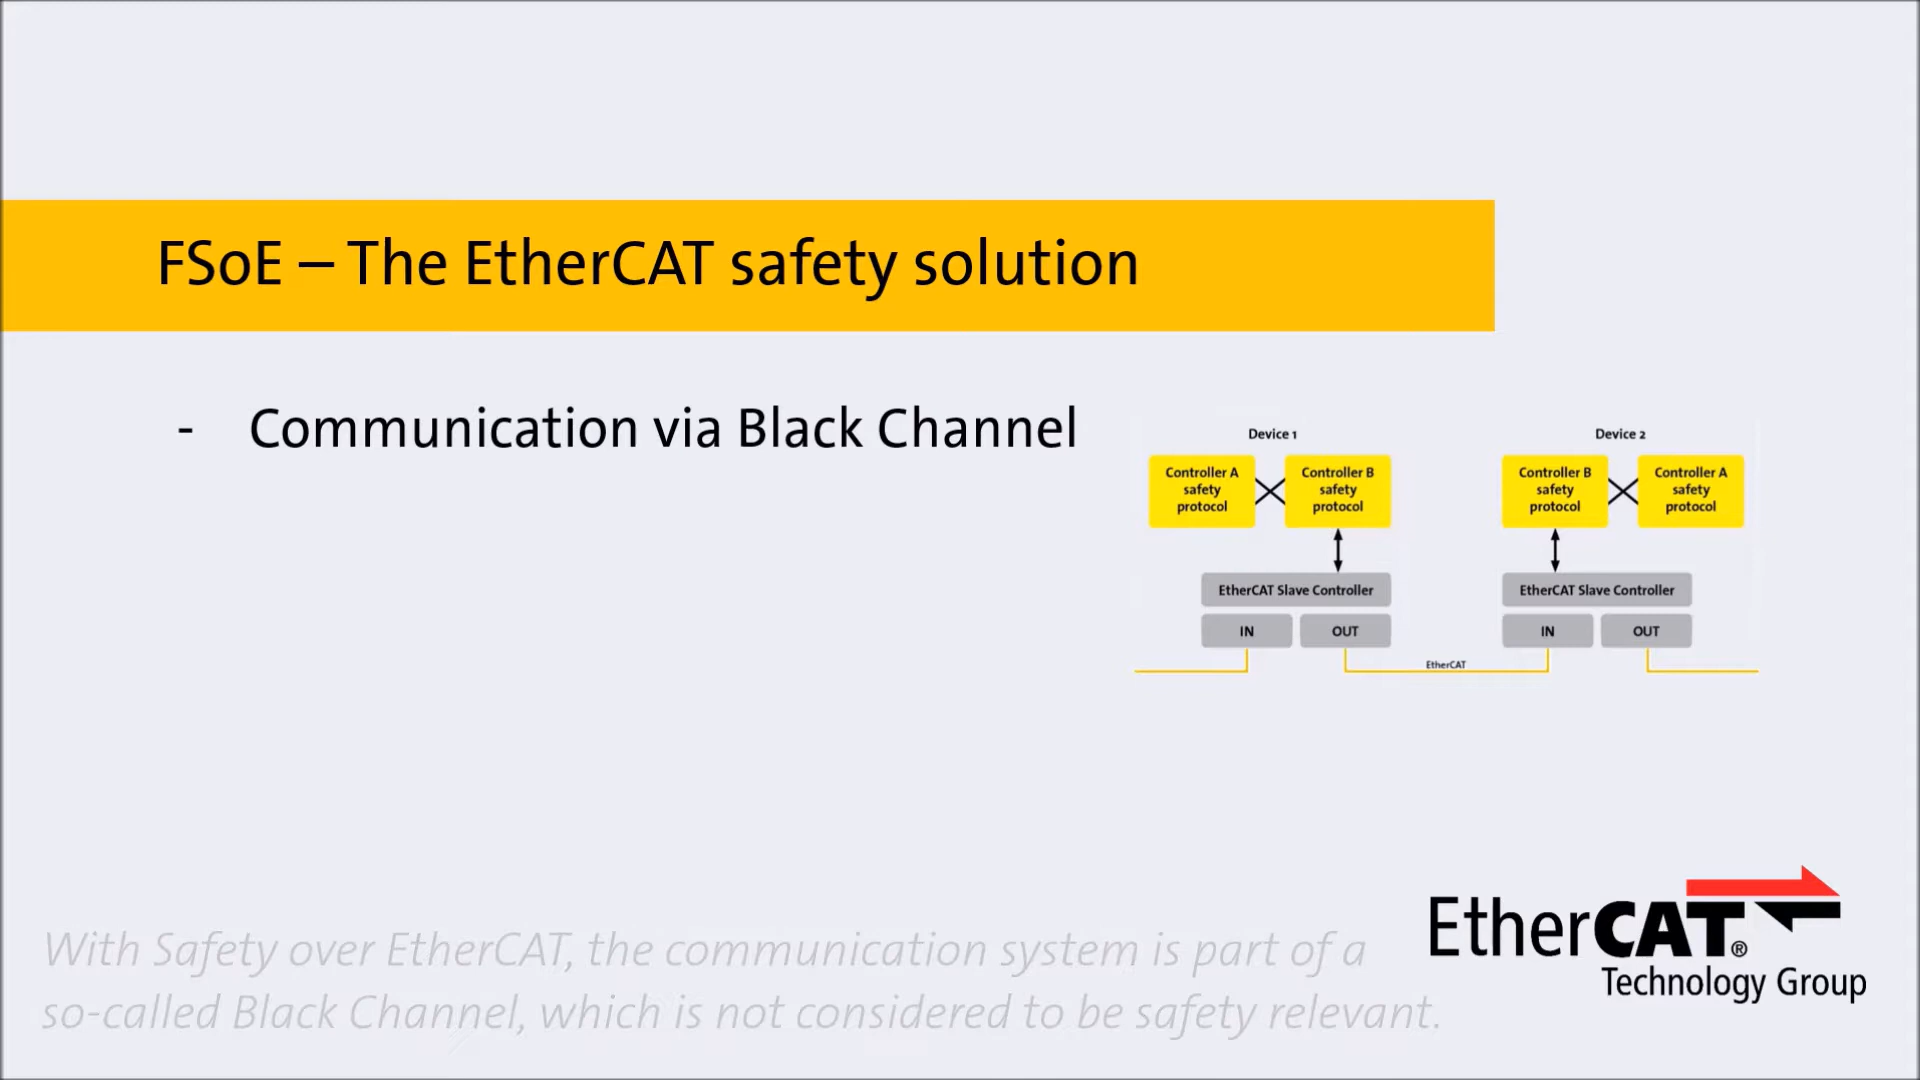 FSoE – The EtherCAT safety solution
- Communication via Black Channel
Device 1
Device 2
Controller A
safety
protocol
Controller B
safety
protocol
Controller B
safety
protocol
Controller A
safety
protocol
EtherCAT Slave Controller
EtherCAT Slave Controller
IN
OUT
IN
OUT
EtherCAT
With Safety over EtherCAT, the communication system is part of a
so-called Black Channel, which is not considered to be safety relevant.
EtherCAT®
Technology Group